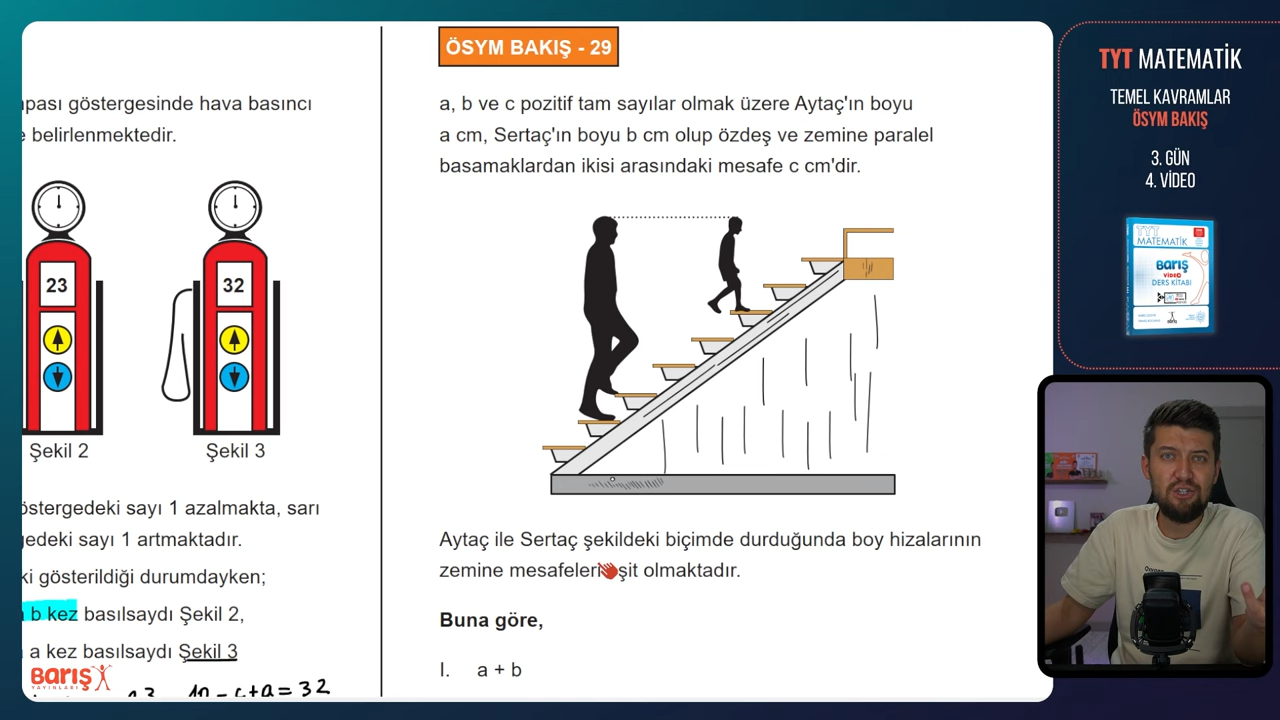 ıpası göstergesinde hava basıncı
e belirlenmektedir.
23
32
Şekil 2
Şekil 3
östergedeki sayı 1 azalmakta, sarı
gedeki sayı 1 artmaktadır.
ki gösterildiği durumdayken;
b kez basılsaydı Şekil 2,
a kez basılsaydı Şekil 3
BARIŞ
YAYINLARI
ÖSYM BAKIŞ - 29
a, b ve c pozitif tam sayılar olmak üzere Aytaç'ın boyu
a cm, Sertaç'ın boyu b cm olup özdeş ve zemine paralel
basamaklardan ikisi arasındaki mesafe c cm'dir.
Aytaç ile Sertaç şekildeki biçimde durduğunda boy hizalarının
zemine mesafeleri şit olmaktadır.
Buna göre,
I. a + b
TYT MATEMATİK
TEMEL KAVRAMLAR
ÖSYM BAKIŞ
3. GÜN
4. VİDEO
TYT
MATEMATİK
BARIŞ
VİDEO
DERS KİTABI